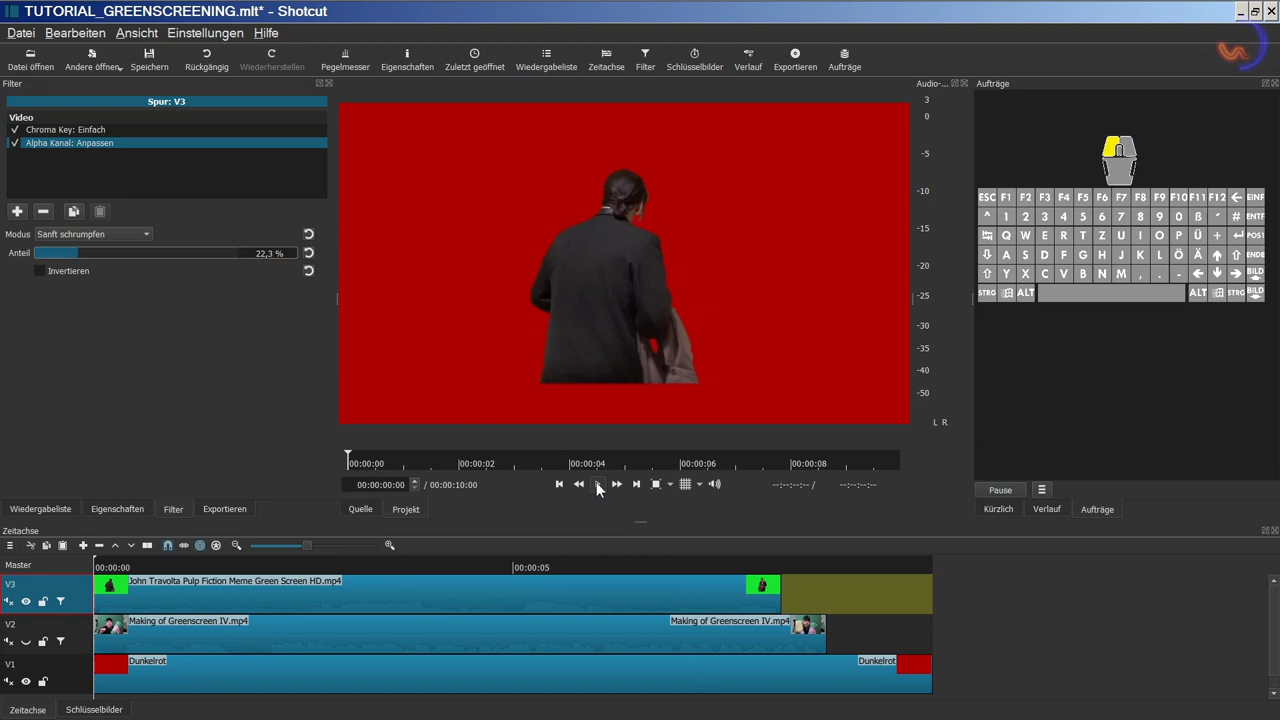 TUTORIAL_GREENSCREENING.mlt* - Shotcut
Datei Bearbeiten Ansicht Einstellungen Hilfe
Datei öffnen Andere öffnen Speichern Rückgängig Wiederherstellen Pegelmesser Eigenschaften Zuletzt geöffnet Wiedergabeliste Zeitachse Filter Schlüsselbilder Verlauf Exportieren Aufträge
Filter
Spur: V3
Video
✓ Chroma Key: Einfach
✓ Alpha Kanal: Anpassen
Modus Sanft schrumpfen
Anteil 22,3 %
Invertieren
Audio-...
3
0
-5
-10
-15
-20
-25
-30
-35
-40
-50
L R
Aufträge
ESC F1 F2 F3 F4 F5 F6 F7 F8 F9 F10 F11 F12 ← EINF
^ 1 2 3 4 5 6 7 8 9 0 ß ´ # ENTF
Q W E R T Z U I O P Ü + POS1
A S D F G H J K L Ö Ä ENDE
Y X C V B N M , . - BILD
STRG ALT ALT STRG BILD
00:00:00 00:00:02 00:00:04 00:00:06 00:00:08
00:00:00:00 / 00:00:10:00 --:--:--:-- / --:--:--:--
Pause
Wiedergabeliste Eigenschaften Filter Exportieren
Quelle Projekt
Kürzlich Verlauf Aufträge
Zeitachse
Master 00:00:00 00:00:05
V3 John Travolta Pulp Fiction Meme Green Screen HD.mp4
V2 Making of Greenscreen IV.mp4 Making of Greenscreen IV.mp4
V1 Dunkelrot Dunkelrot
Zeitachse Schlüsselbilder